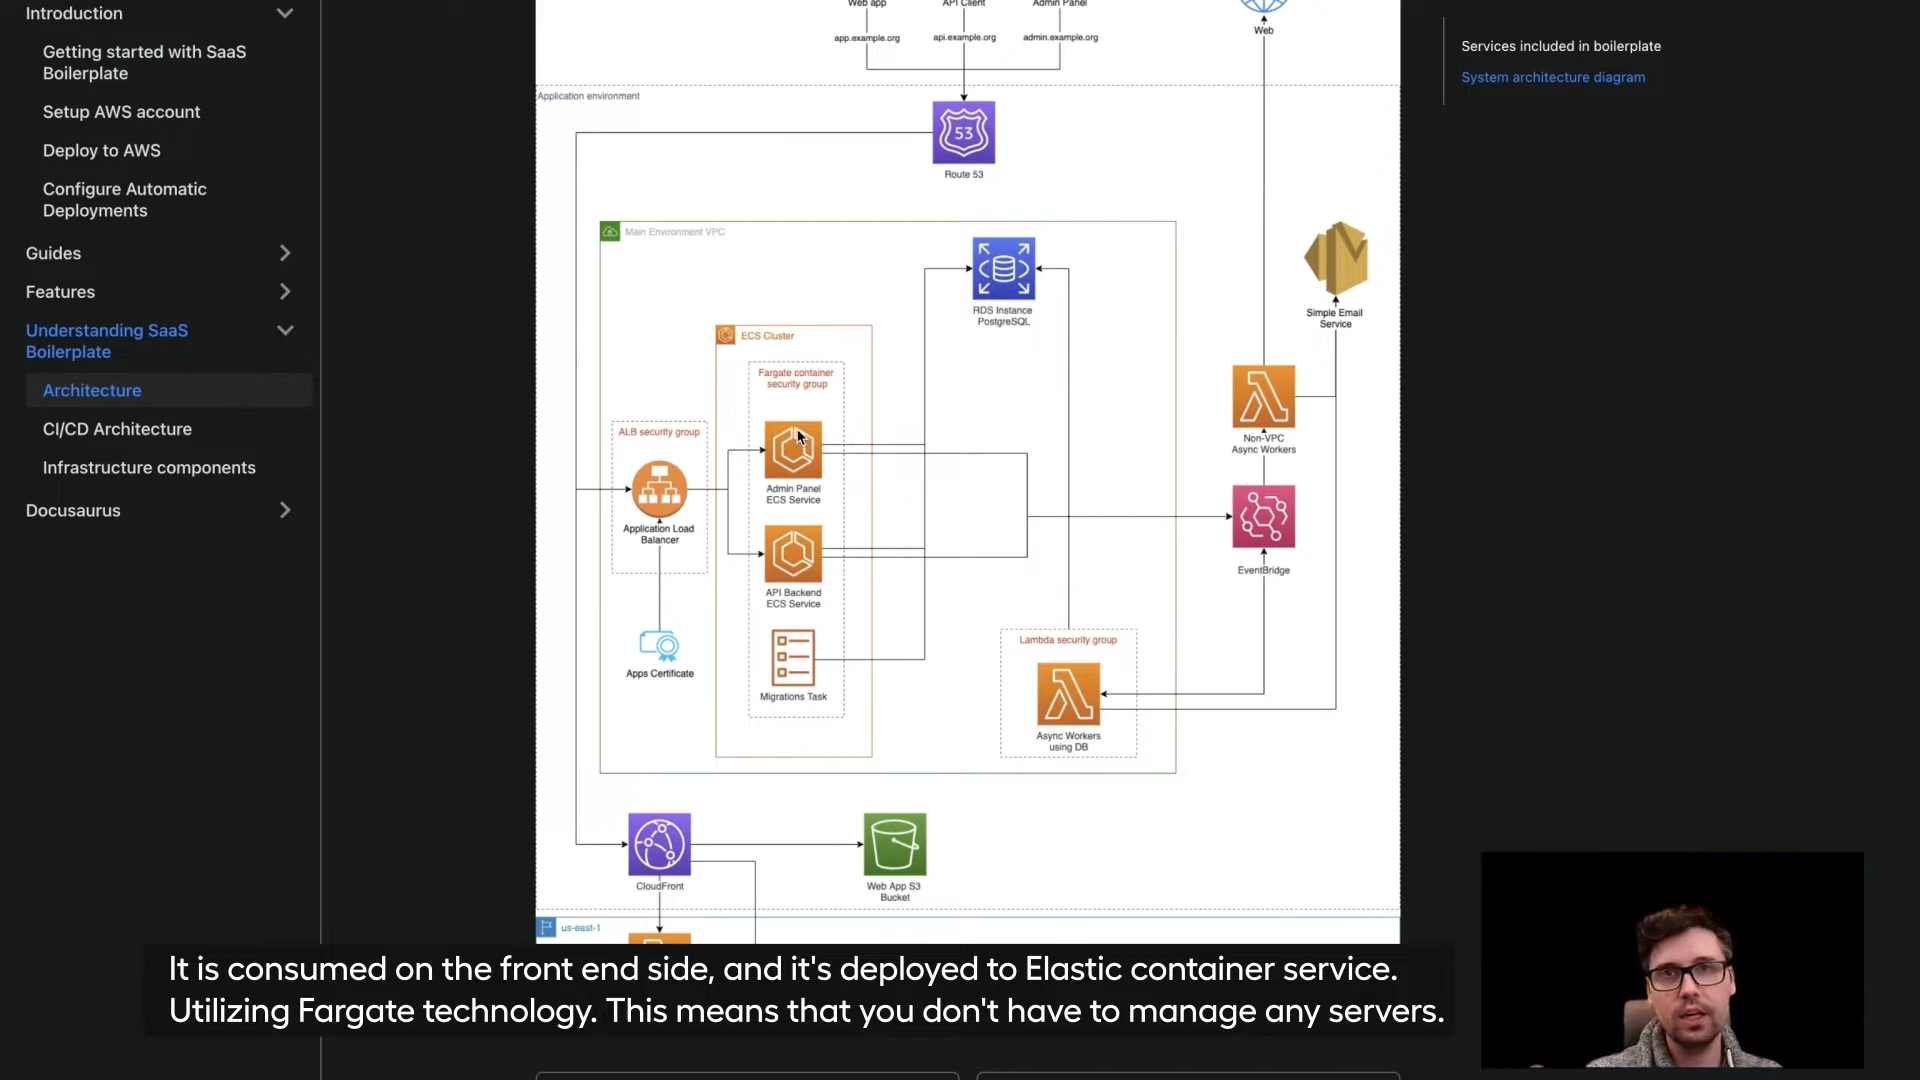 Introduction
Getting started with SaaS
Boilerplate
Setup AWS account
Deploy to AWS
Configure Automatic
Deployments
Guides
Features
Understanding SaaS
Boilerplate
Architecture
CI/CD Architecture
Infrastructure components
Docusaurus
Web app
API Client
Admin Panel
app.example.org
api.example.org
admin.example.org
Web
Application environment
53
Route 53
Main Environment VPC
RDS Instance
PostgreSQL
Simple Email
Service
ECS Cluster
Fargate container
security group
ALB security group
Admin Panel
ECS Service
Application Load
Balancer
API Backend
ECS Service
Apps Certificate
Migrations Task
Non-VPC
Async Workers
EventBridge
Lambda security group
Async Workers
using DB
CloudFront
Web App S3
Bucket
us-east-1
Services included in boilerplate
System architecture diagram
It is consumed on the front end side, and it's deployed to Elastic container service.
Utilizing Fargate technology. This means that you don't have to manage any servers.